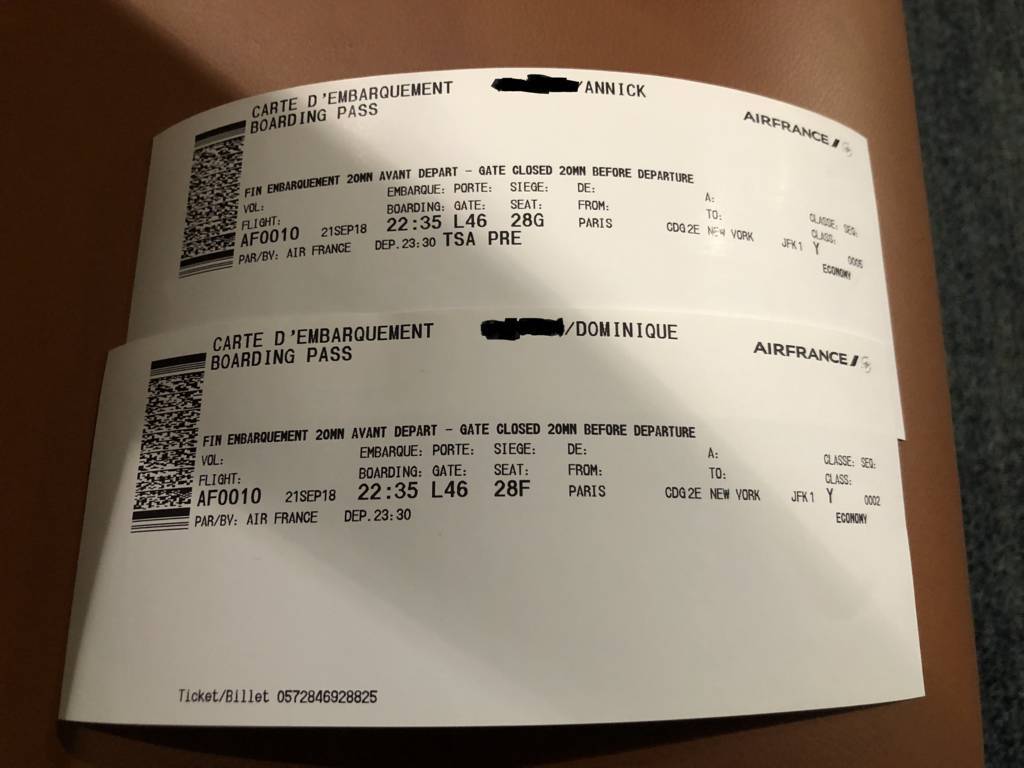 CARTE D'EMBARQUEMENT /ANNICK
BOARDING PASS
AIRFRANCE
FIN EMBARQUEMENT 20MN AVANT DEPART - GATE CLOSED 20MN BEFORE DEPARTURE
VOL: EMBARQUE: PORTE: SIEGE: DE: A: CLASSE: SEQ:
FLIGHT: BOARDING: GATE: SEAT: FROM: TO: CLASS:
AF0010 21SEP18 22:35 L46 28G PARIS CDG2E NEW YORK JFK1 Y 0005
PAR/BY: AIR FRANCE DEP.23:30 TSA PRE ECONOMY
CARTE D'EMBARQUEMENT /DOMINIQUE
BOARDING PASS
AIRFRANCE
FIN EMBARQUEMENT 20MN AVANT DEPART - GATE CLOSED 20MN BEFORE DEPARTURE
VOL: EMBARQUE: PORTE: SIEGE: DE: A: CLASSE: SEQ:
FLIGHT: BOARDING: GATE: SEAT: FROM: TO: CLASS:
AF0010 21SEP18 22:35 L46 28F PARIS CDG2E NEW YORK JFK1 Y 0002
PAR/BY: AIR FRANCE DEP.23:30 ECONOMY
Ticket/Billet 0572846928825